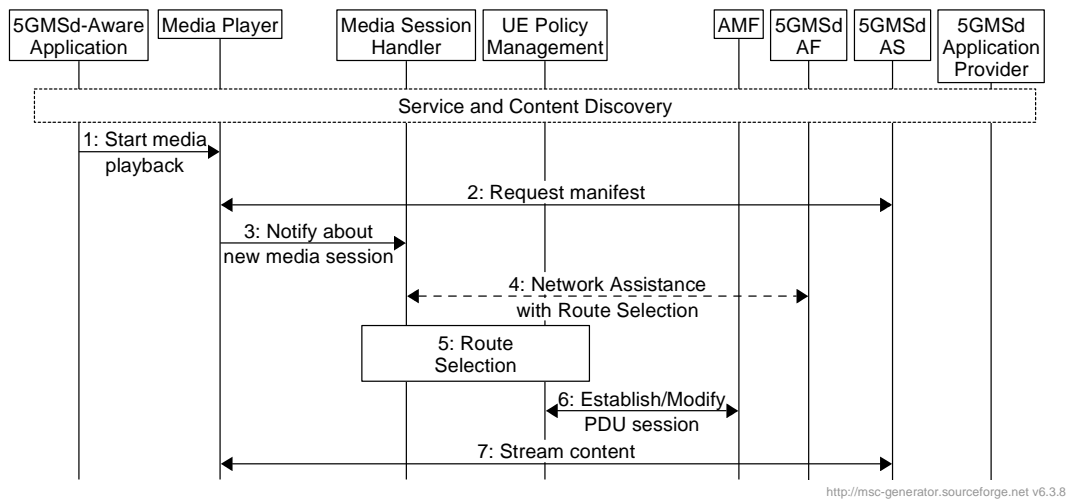 5GMSd-Aware
Application
Media Player
Media Session
Handler
UE Policy
Management
AMF
5GMSd
AF
5GMSd
AS
5GMSd
Application
Provider
Service and Content Discovery
1: Start media
playback
2: Request manifest
3: Notify about
new media session
4: Network Assistance
with Route Selection
5: Route
Selection
6: Establish/Modify
PDU session
7: Stream content
http://msc-generator.sourceforge.net v6.3.8